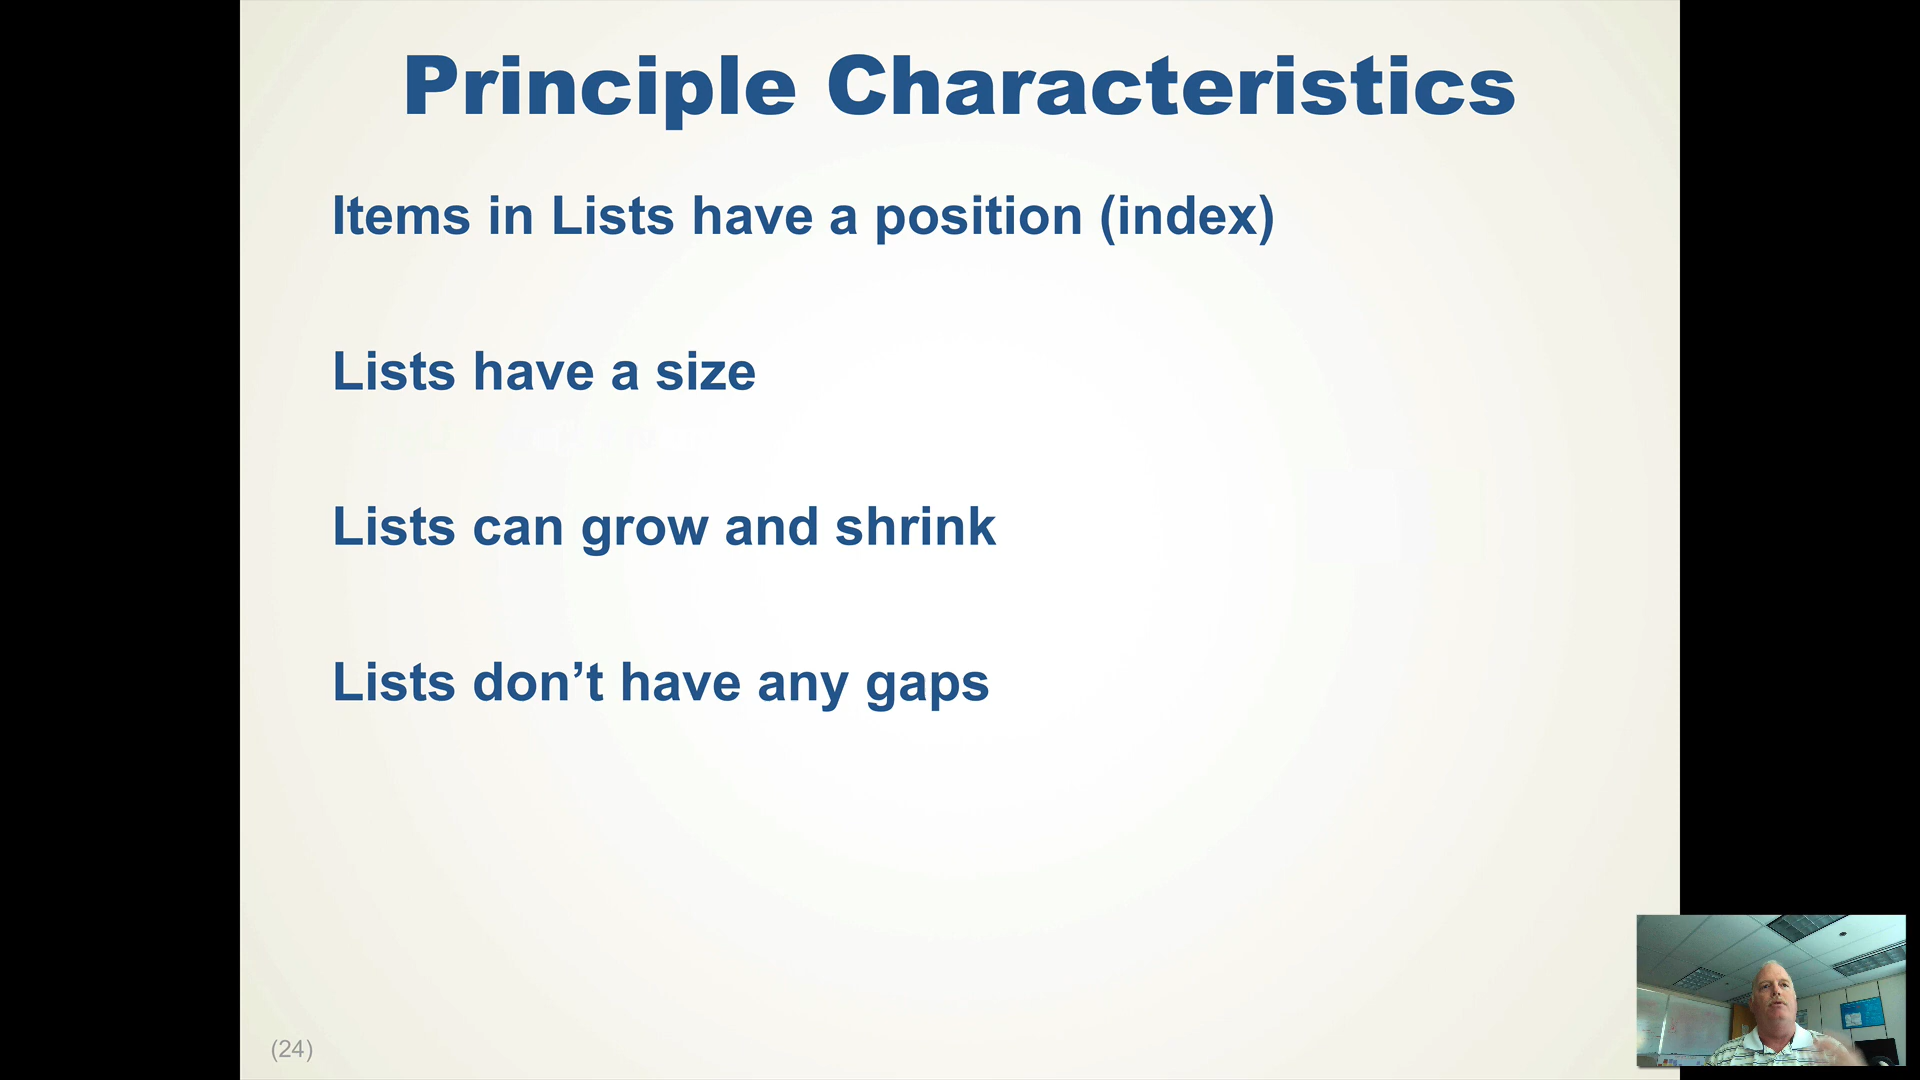 Principle Characteristics
Items in Lists have a position (index)
Lists have a size
Lists can grow and shrink
Lists don’t have any gaps
(24)